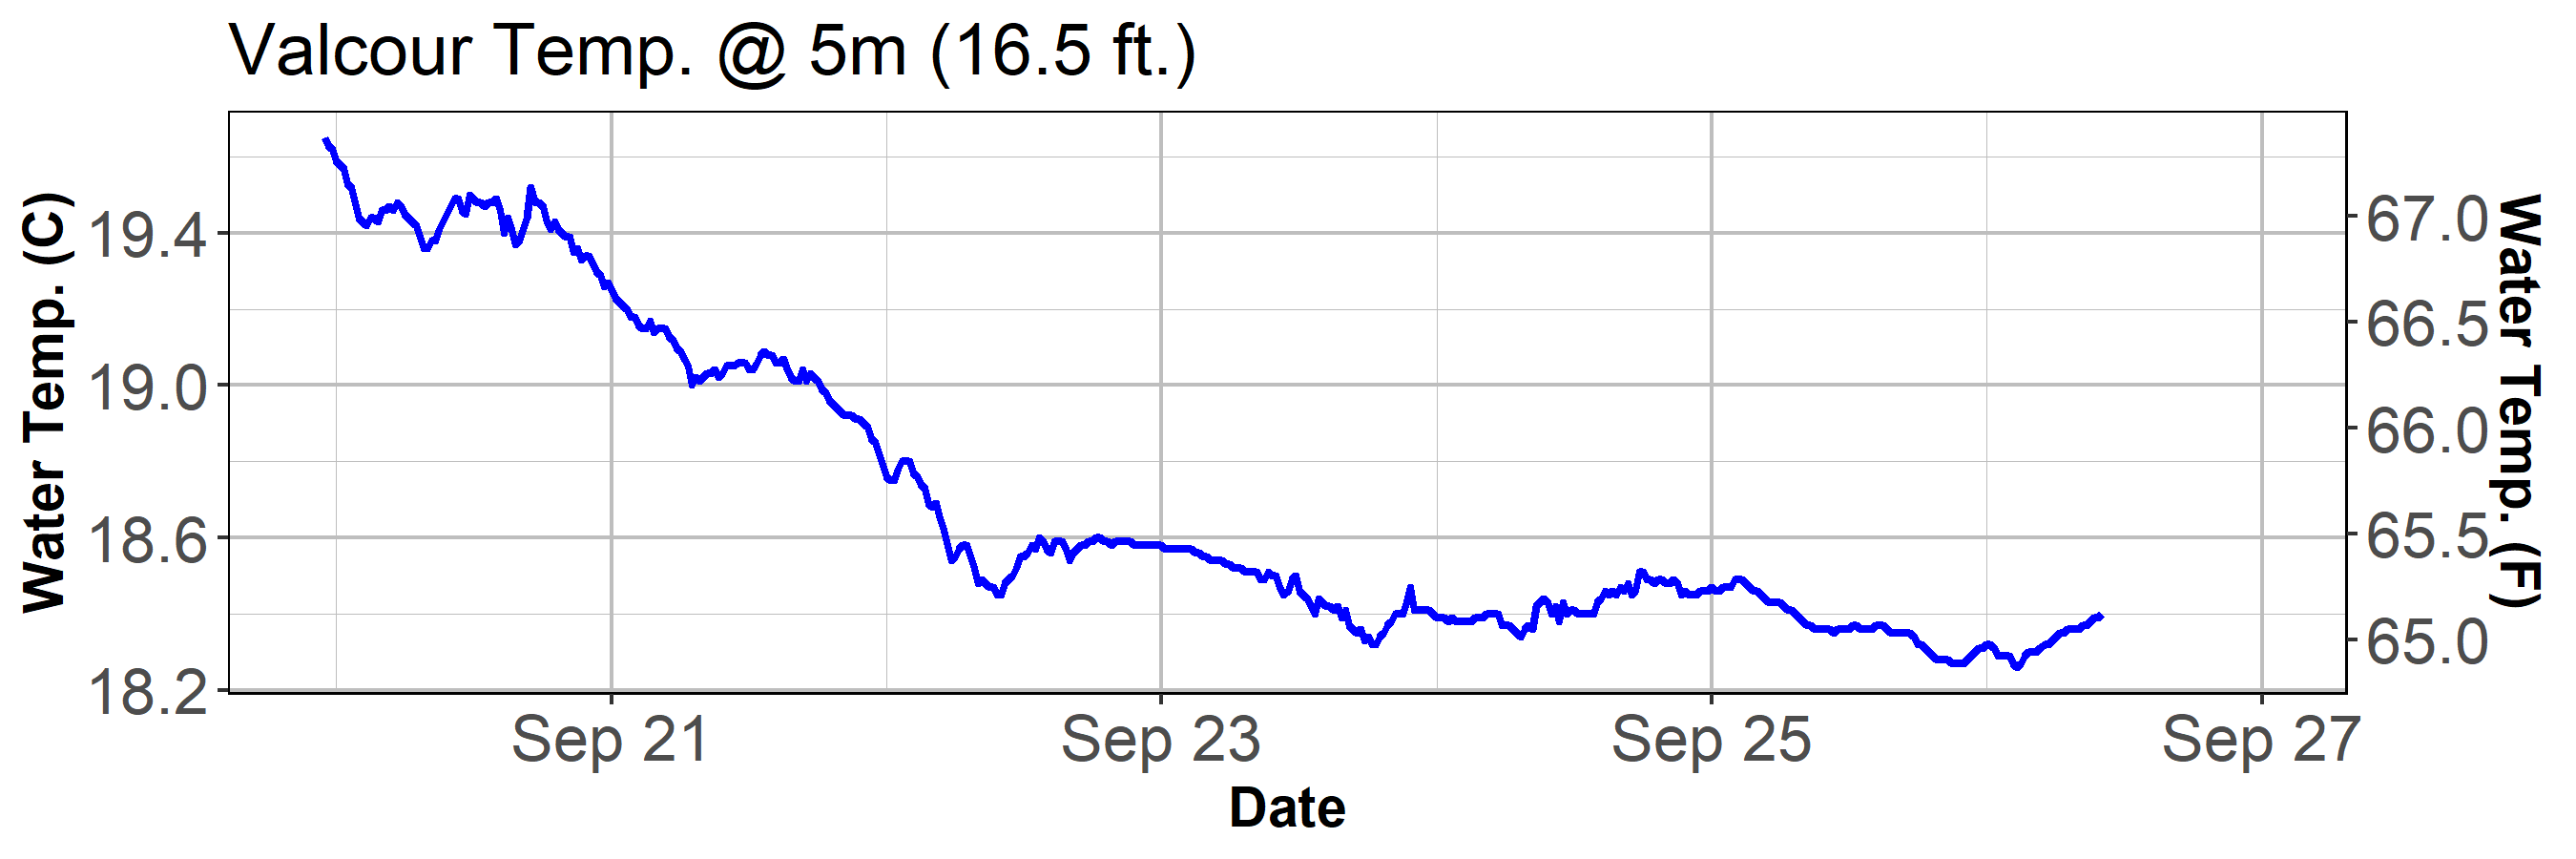 Valcour Temp. @ 5m (16.5 ft.)
Water Temp. (C)
19.4
19.0
18.6
18.2
67.0
66.5
66.0
65.5
65.0
Water Temp. (F)
Sep 21
Sep 23
Sep 25
Sep 27
Date